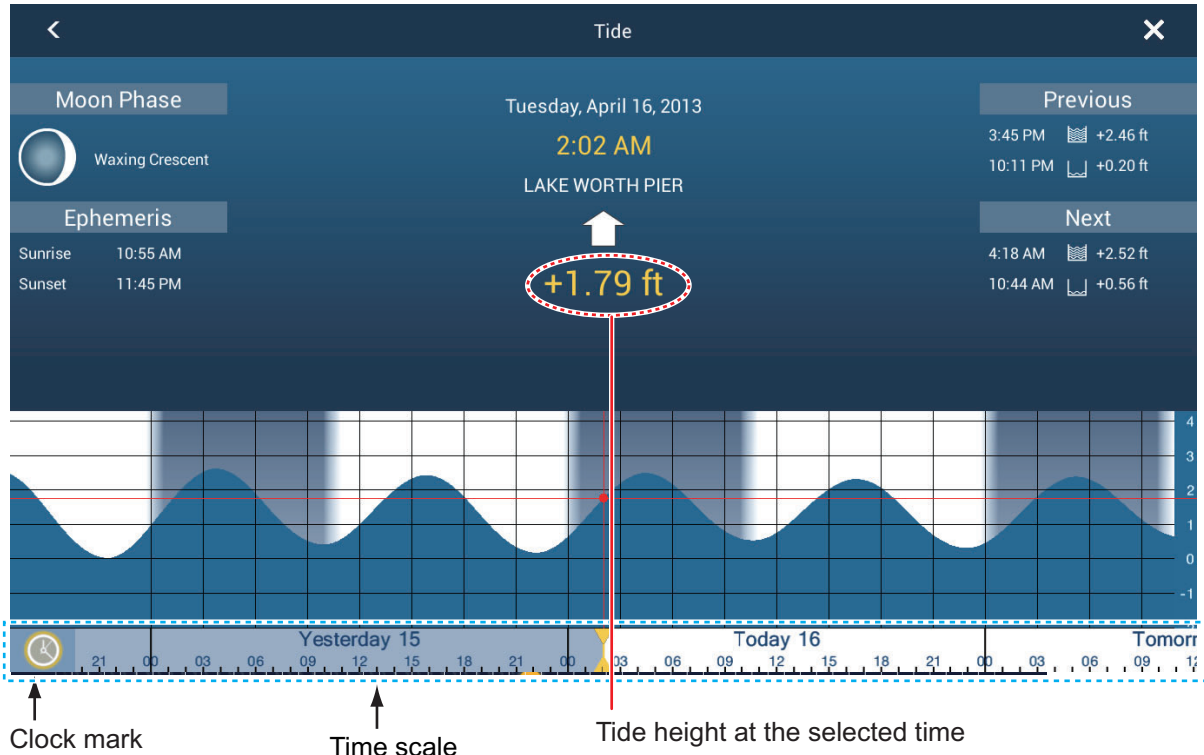 Tide
Moon Phase
Waxing Crescent
Ephemeris
Sunrise 10:55 AM
Sunset 11:45 PM
Tuesday, April 16, 2013
2:02 AM
LAKE WORTH PIER
+1.79 ft
Previous
3:45 PM +2.46 ft
10:11 PM +0.20 ft
Next
4:18 AM +2.52 ft
10:44 AM +0.56 ft
4
3
2
1
0
-1
Yesterday 15 Today 16 Tomorr
21 00 03 06 09 12 15 18 21 00 03 06 09 12 15 18 21 00 03 06 09 12
Clock mark
Time scale
Tide height at the selected time